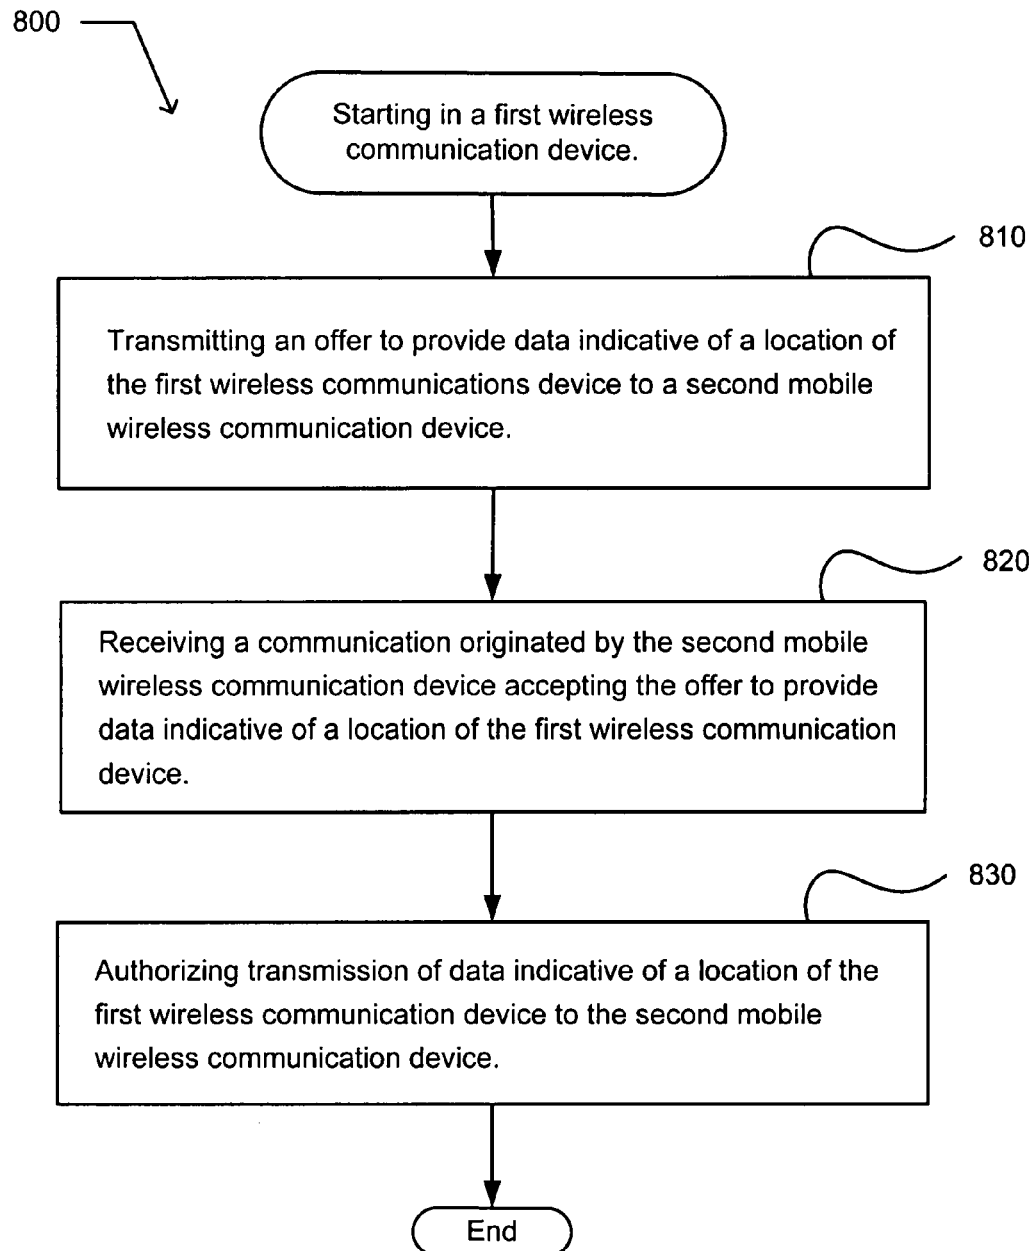 800
Starting in a first wireless
communication device.
810
Transmitting an offer to provide data indicative of a location of
the first wireless communications device to a second mobile
wireless communication device.
820
Receiving a communication originated by the second mobile
wireless communication device accepting the offer to provide
data indicative of a location of the first wireless communication
device.
830
Authorizing transmission of data indicative of a location of the
first wireless communication device to the second mobile
wireless communication device.
End